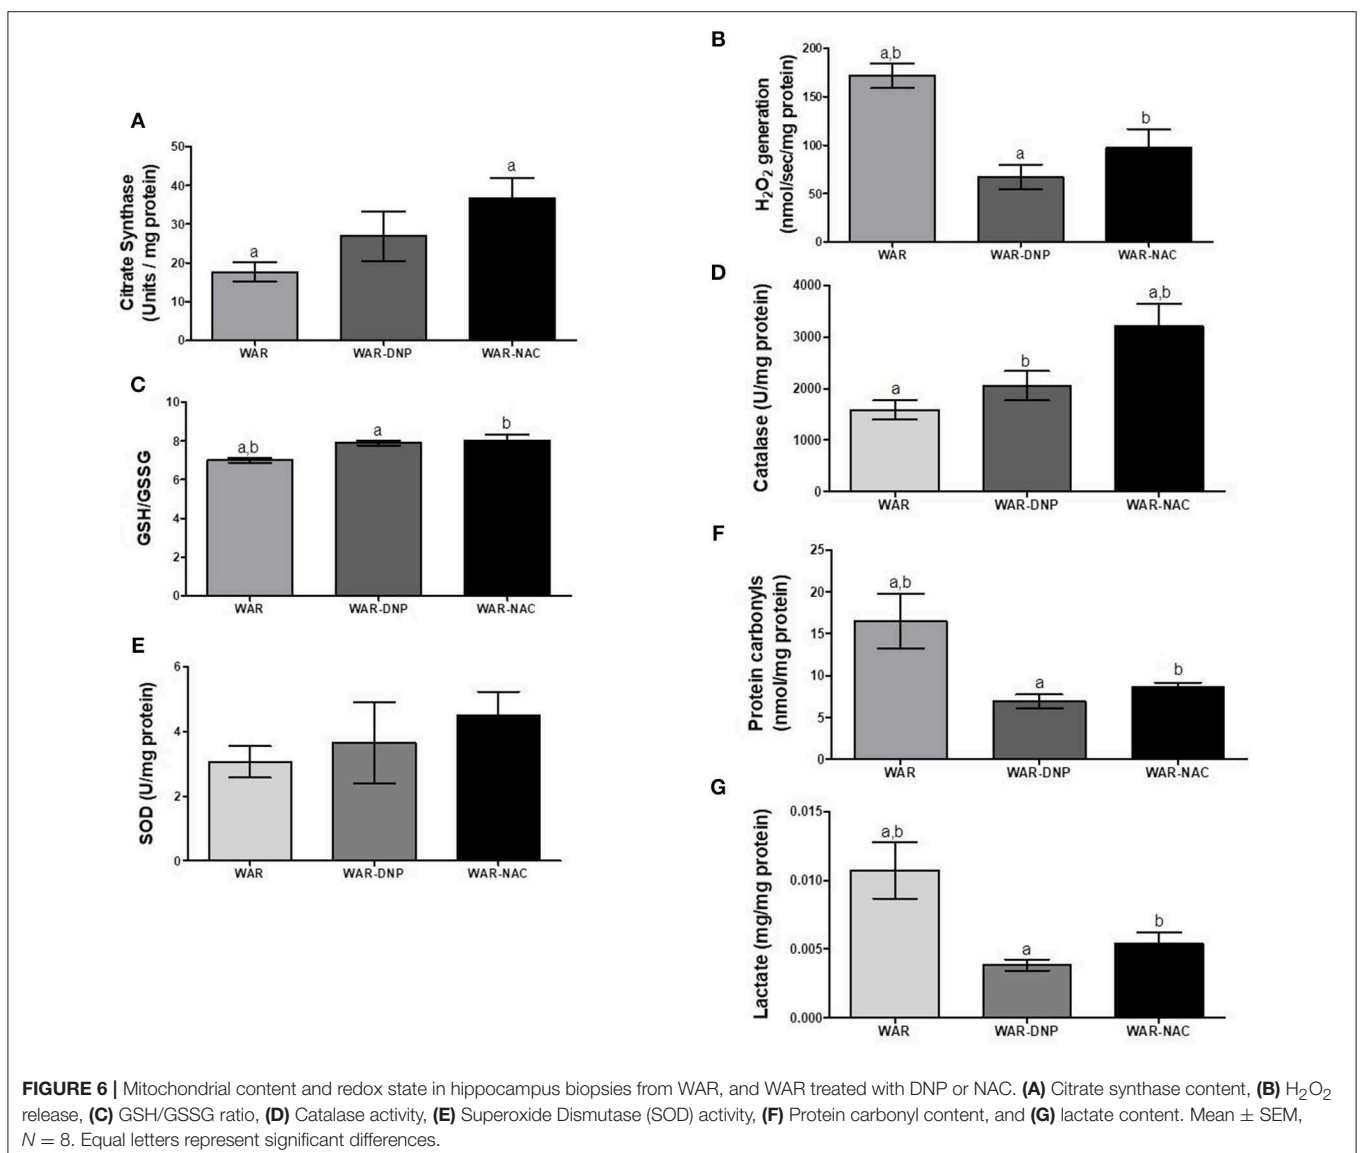 A
Citrate Synthase
(Units / mg protein)
50
40
30
20
10
0
a
a
WAR
WAR-DNP
WAR-NAC
B
H2O2 generation
(nmol/sec/mg protein)
200
150
100
50
0
a,b
a
b
WAR
WAR-DNP
WAR-NAC
C
GSH/GSSG
10
8
6
4
2
0
a,b
a
b
WAR
WAR-DNP
WAR-NAC
D
Catalase (U/mg protein)
4000
3000
2000
1000
0
a
b
a,b
WAR
WAR-DNP
WAR-NAC
E
SOD (U/mg protein)
6
4
2
0
WAR
WAR-DNP
WAR-NAC
F
Protein carbonyls
(nmol/mg protein)
25
20
15
10
5
0
a,b
a
b
WAR
WAR-DNP
WAR-NAC
G
Lactate (mg/mg protein)
0.015
0.010
0.005
0.000
a,b
a
b
WAR
WAR-DNP
WAR-NAC
FIGURE 6 | Mitochondrial content and redox state in hippocampus biopsies from WAR, and WAR treated with DNP or NAC. (A) Citrate synthase content, (B) H2O2
release, (C) GSH/GSSG ratio, (D) Catalase activity, (E) Superoxide Dismutase (SOD) activity, (F) Protein carbonyl content, and (G) lactate content. Mean ± SEM,
N = 8. Equal letters represent significant differences.